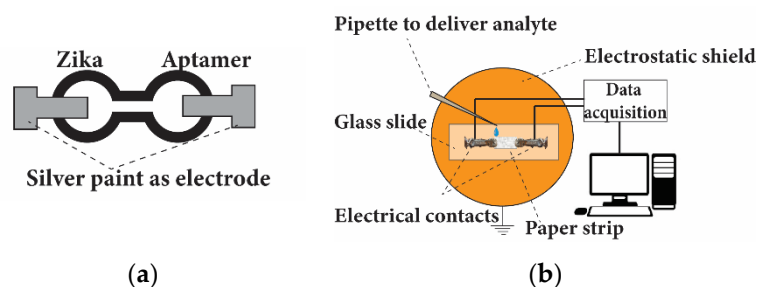 Zika Aptamer
Silver paint as electrode
(a)
Pipette to deliver analyte
Electrostatic shield
Data
acquisition
Glass slide
Electrical contacts
Paper strip
(b)